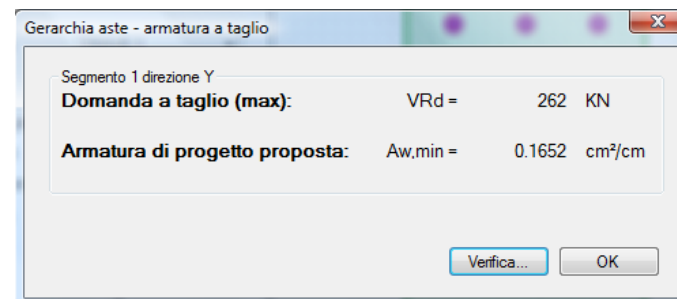 Gerarchia aste - armatura a taglio
Segmento 1 direzione Y
Domanda a taglio (max): VRd = 262 KN
Armatura di progetto proposta: Aw,min = 0.1652 cm²/cm
Verifica... OK